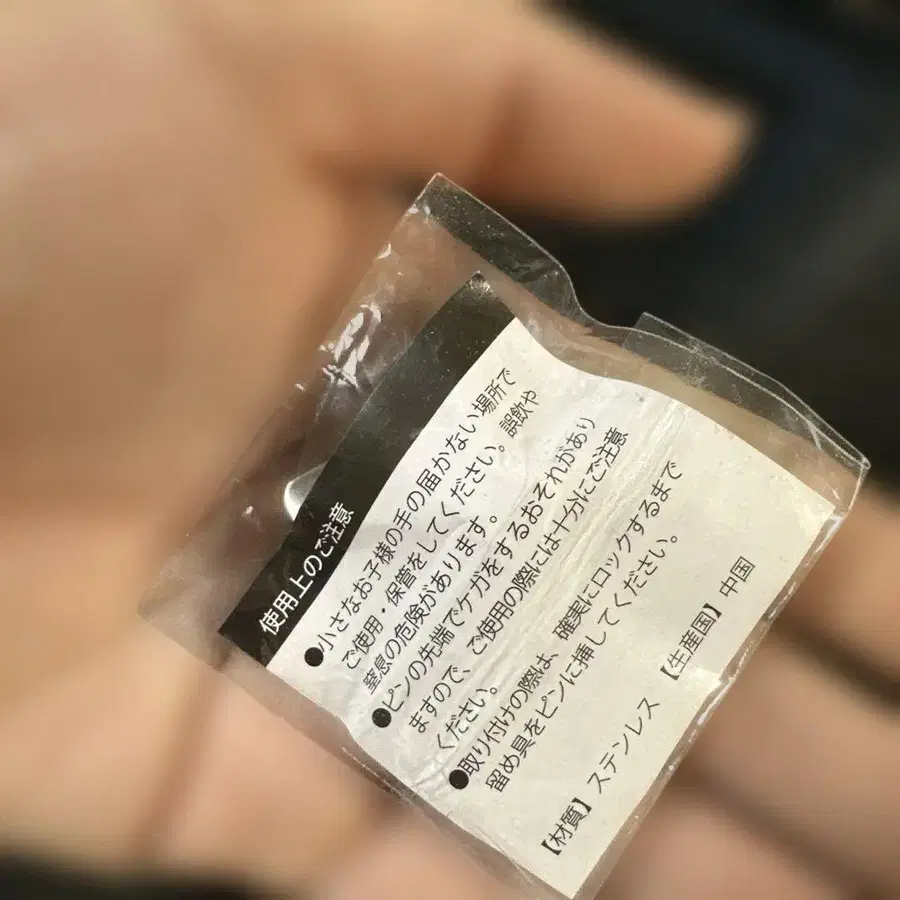 使用上のご注意
●小さなお子様の手の届かない場所で
ご使用・保管をしてください。誤飲や
窒息の危険があります。
●ピンの先端でケガをするおそれがあり
ますので、ご使用の際には十分にご注意
ください。
●取り付けの際は、確実にロックするまで
留め具をピンに挿してください。
【材質】ステンレス 【生産国】中国